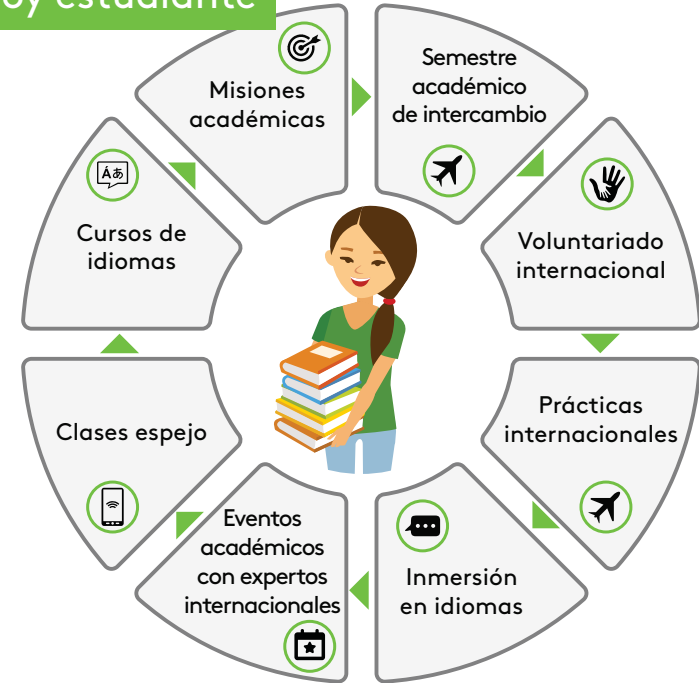 oy estudiante
Misiones
académicas
Semestre
académico
de intercambio
Voluntariado
internacional
Prácticas
internacionales
Inmersión
en idiomas
Eventos
académicos
con expertos
internacionales
Clases espejo
Cursos de
idiomas
Áあ